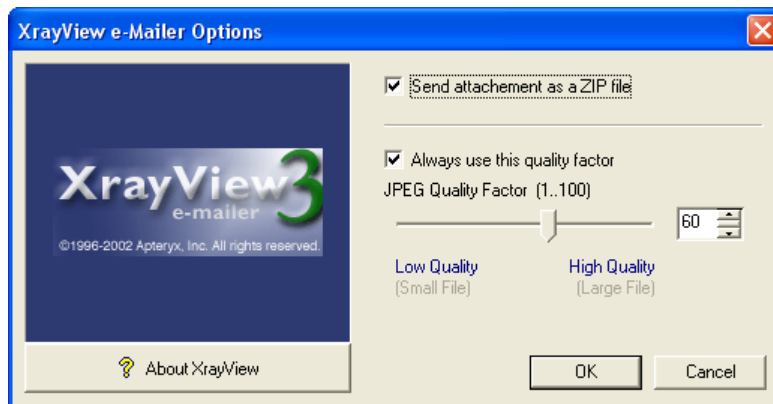 XrayView e-Mailer Options
XrayView 3
e-mailer
©1996-2002 Apteryx, Inc. All rights reserved.
About XrayView
Send attachement as a ZIP file
Always use this quality factor
JPEG Quality Factor (1..100)
60
Low Quality High Quality
(Small File) (Large File)
OK Cancel